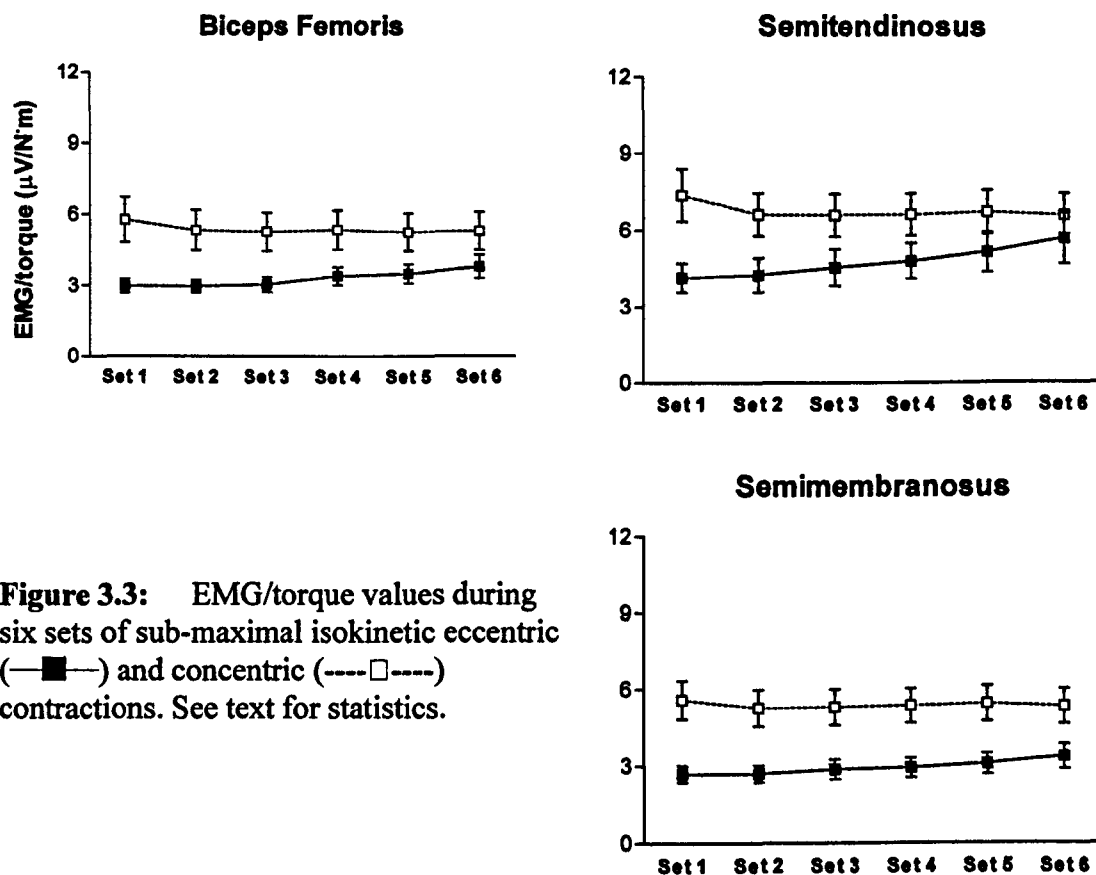 Biceps Femoris
EMG/torque (µV/N·m)
12
9
6
3
0
Set 1 Set 2 Set 3 Set 4 Set 5 Set 6
Semitendinosus
12
9
6
3
0
Set 1 Set 2 Set 3 Set 4 Set 5 Set 6
Semimembranosus
12
9
6
3
0
Set 1 Set 2 Set 3 Set 4 Set 5 Set 6
Figure 3.3: EMG/torque values during
six sets of sub-maximal isokinetic eccentric
(—■—) and concentric (----□----)
contractions. See text for statistics.